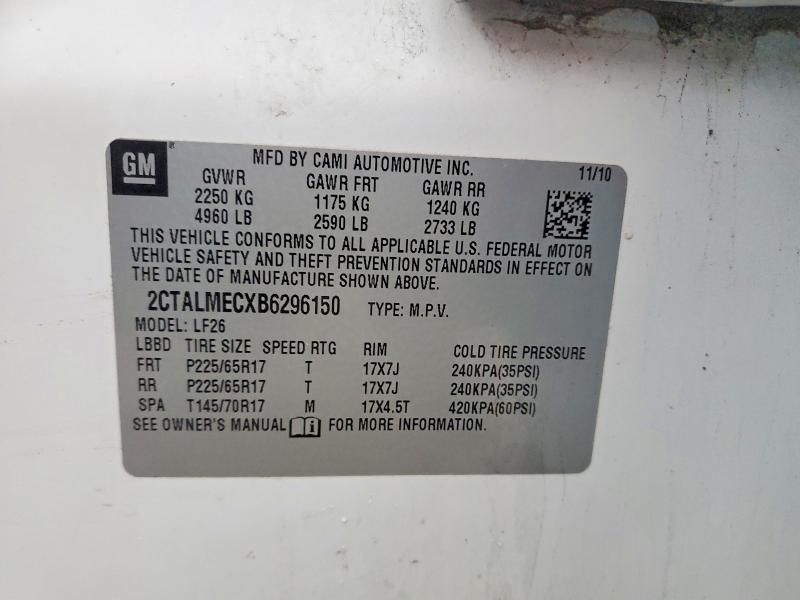 GM
MFD BY CAMI AUTOMOTIVE INC.
11/10
GVWR GAWR FRT GAWR RR
2250 KG 1175 KG 1240 KG
4960 LB 2590 LB 2733 LB
THIS VEHICLE CONFORMS TO ALL APPLICABLE U.S. FEDERAL MOTOR
VEHICLE SAFETY AND THEFT PREVENTION STANDARDS IN EFFECT ON
THE DATE OF MANUFACTURE SHOWN ABOVE.
2CTALMECXB6296150 TYPE: M.P.V.
MODEL: LF26
LBBD TIRE SIZE SPEED RTG RIM COLD TIRE PRESSURE
FRT P225/65R17 T 17X7J 240KPA(35PSI)
RR P225/65R17 T 17X7J 240KPA(35PSI)
SPA T145/70R17 M 17X4.5T 420KPA(60PSI)
SEE OWNER'S MANUAL i FOR MORE INFORMATION.